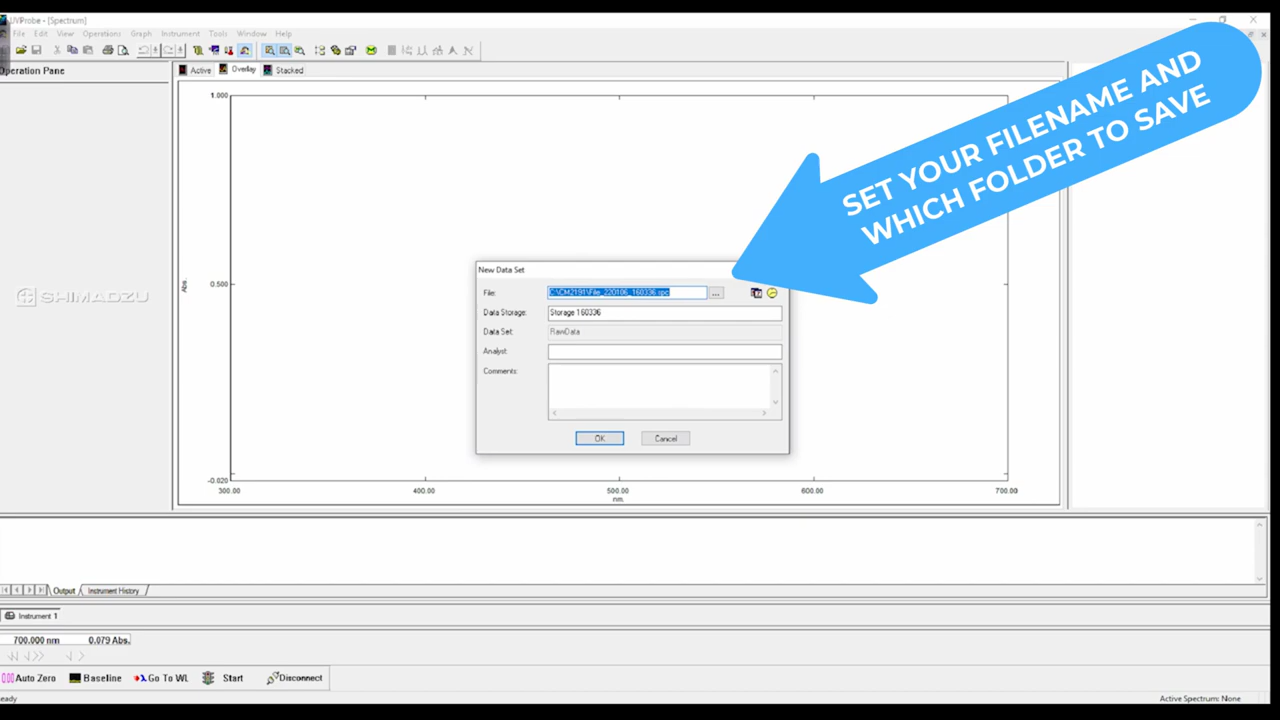 UVProbe - [Spectrum]
File Edit View Operations Graph Instrument Tools Window Help
Operation Pane
Active Overlay Stacked
SET YOUR FILENAME AND
WHICH FOLDER TO SAVE
1.000
0.500
-0.020
Abs.
300.00 400.00 500.00 600.00 700.00
nm.
SHIMADZU
New Data Set
File: C:\CM2191\File_220106_160336.spc ...
Data Storage: Storage 160336
Data Set: RawData
Analyst:
Comments:
OK Cancel
Output Instrument History
Instrument 1
700.000 nm 0.079 Abs.
Auto Zero Baseline Go To WL Start Disconnect
eady
Active Spectrum: None